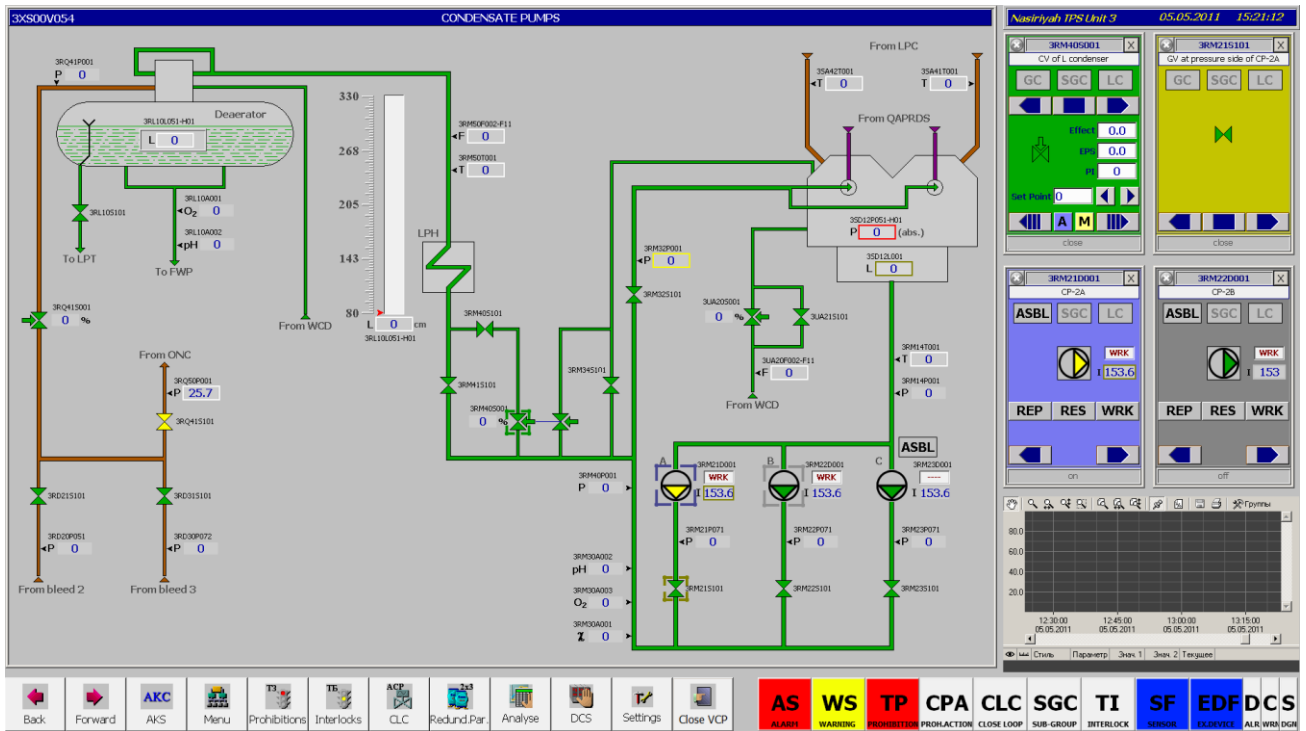 3XS00V054
CONDENSATE PUMPS
Nasiriyah TPS Unit 3 05.05.2011 15:21:12
3RQ41P001
P 0
3RL10L051-H01
Deaerator
L 0
3RL10S101
To LPT
3RL10A001
O2 0
3RL10A002
pH 0
To FWP
From WCD
3RQ41S001
0 %
From ONC
3RQ50P001
P 25.7
3RQ41S101
3RD21S101
3RD31S101
3RD20P051
P 0
3RD30P072
P 0
From bleed 2
From bleed 3
330
268
205
143
80
L 0 cm
3RL10L051-H01
3RM50F002-F11
F 0
3RM50T001
T 0
LPH
3RM40S101
3RM41S101
3RM40S001
0 %
3RM34S101
From LPC
3SA42T001
T 0
3SA41T001
T 0
From QAPRDS
3SD12P051-H01
P 0 (abs.)
3SD12L001
L 0
3RM32P001
P 0
3RM32S101
3UA20S001
0 %
3UA21S101
3UA20F002-F11
F 0
From WCD
3RM14T001
T 0
3RM14P001
P 0
ASBL
3RM40P001
P 0
A
3RM21D001
WRK
I 153.6
B
3RM22D001
WRK
I 153.6
C
3RM23D001
----
I 153.6
3RM21P071
P 0
3RM22P071
P 0
3RM23P071
P 0
3RM30A002
pH 0
3RM30A003
O2 0
3RM30A001
χ 0
3RM21S101
3RM22S101
3RM23S101
3RM40S001 X
CV of L condenser
GC SGC LC
Effect 0.0
EPS 0.0
PI 0
Set Point 0
A M
close
3RM21S101 X
GV at pressure side of CP-2A
GC SGC LC
close
3RM21D001 X
CP-2A
ASBL SGC LC
WRK
I 153.6
REP RES WRK
on
3RM22D001 X
CP-2B
ASBL SGC LC
WRK
I 153
REP RES WRK
off
Группы
80.0
60.0
40.0
20.0
12:30:00 12:45:00 13:00:00 13:15:00
05.05.2011 05.05.2011 05.05.2011 05.05.2011
Стиль Параметр Знач. 1 Знач. 2 Текущее
Back
Forward
AKC
AKS
Menu
ТЗ
Prohibitions
ТБ
Interlocks
ACP
CLC
2x3
Redund.Par.
Analyse
DCS
Settings
Close VCP
AS WS TP CPA CLC SGC TI SF EDF D C S
ALARM WARNING PROHIBITION PROH.ACTION CLOSE LOOP SUB-GROUP INTERLOCK SENSOR EX.DEVICE ALR WRN DGN